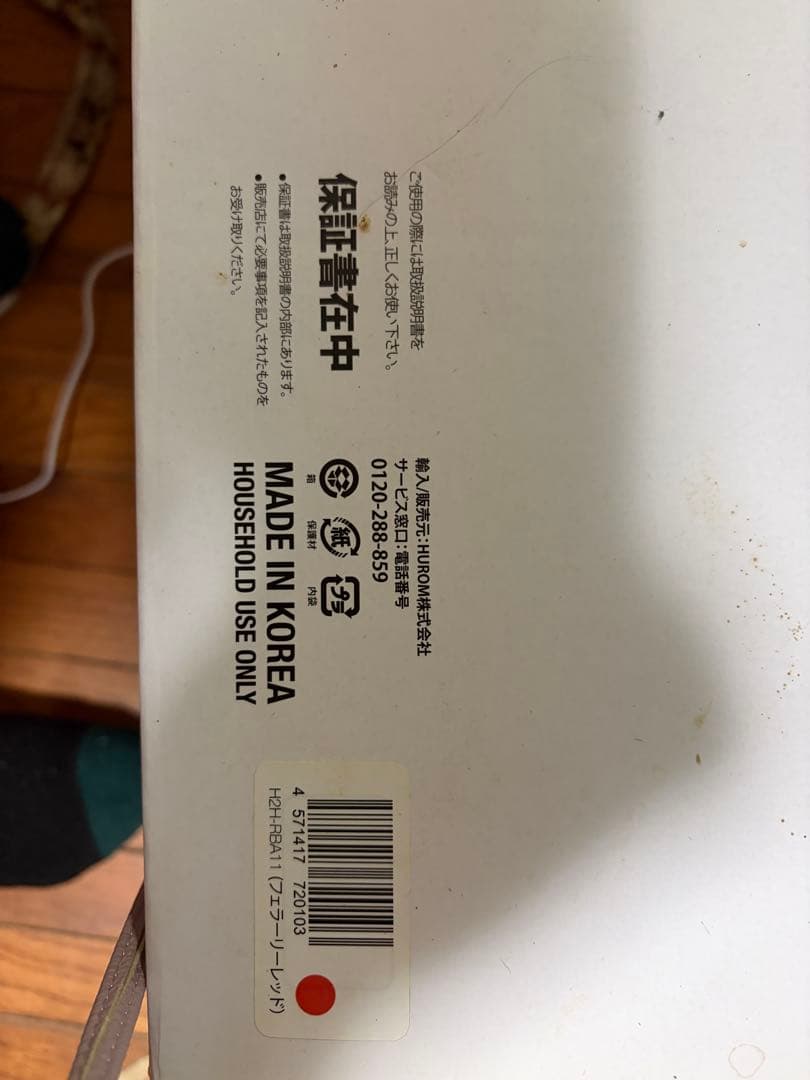 ご使用の際には取扱説明書を
お読みの上、正しくお使い下さい。
保証書在中
•保証書は取扱説明書の内部にあります。
•販売店にて必要事項を記入されたものを
お受け取りください。
輸入/販売元:HUROM株式会社
サービス窓口:電話番号
0120-288-859
紙 プラ
箱 保護材 内袋
MADE IN KOREA
HOUSEHOLD USE ONLY
4 571417 720103
H2H-RBA11 (フェラーリーレッド)